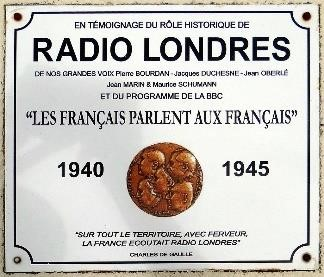 EN TÉMOIGNAGE DU RÔLE HISTORIQUE DE
RADIO LONDRES
DE NOS GRANDES VOIX Pierre BOURDAN - Jacques DUCHESNE - Jean OBERLÉ
Jean MARIN & Maurice SCHUMANN
ET DU PROGRAMME DE LA BBC
"LES FRANÇAIS PARLENT AUX FRANÇAIS"
1940 1945
"SUR TOUT LE TERRITOIRE, AVEC FERVEUR,
LA FRANCE ECOUTAIT RADIO LONDRES"
CHARLES DE GAULLE